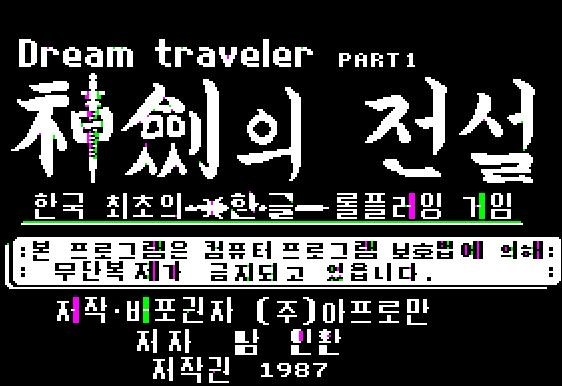 Dream traveler PART1
神劍의 전설
한국 최초의 한·글 롤플레잉 게임
:본 프로그램은 컴퓨터 프로그램 보호법에 의해:
: 무단복제가 금지되고 있읍니다. :
저작·배포권자 (주)아프로만
저자 남 인환
저작권 1987